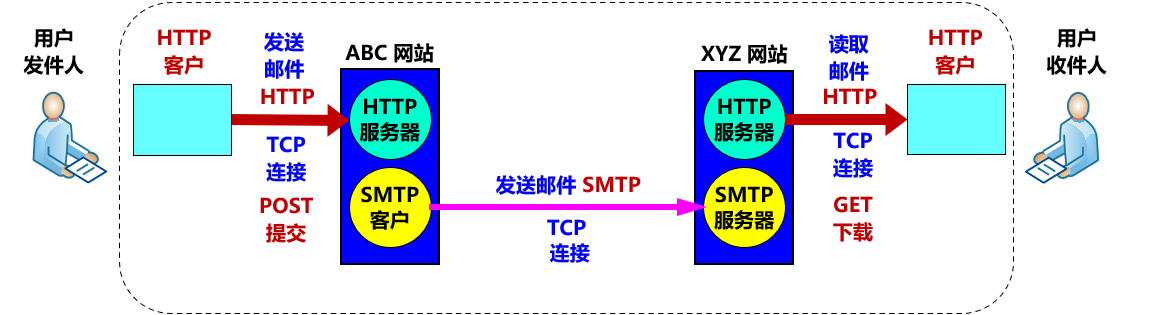 用户
发件人
HTTP
客户
发送
邮件
HTTP
TCP
连接
POST
提交
ABC 网站
HTTP
服务器
SMTP
客户
发送邮件 SMTP
TCP
连接
XYZ 网站
HTTP
服务器
SMTP
服务器
读取
邮件
HTTP
TCP
连接
GET
下载
HTTP
客户
用户
收件人